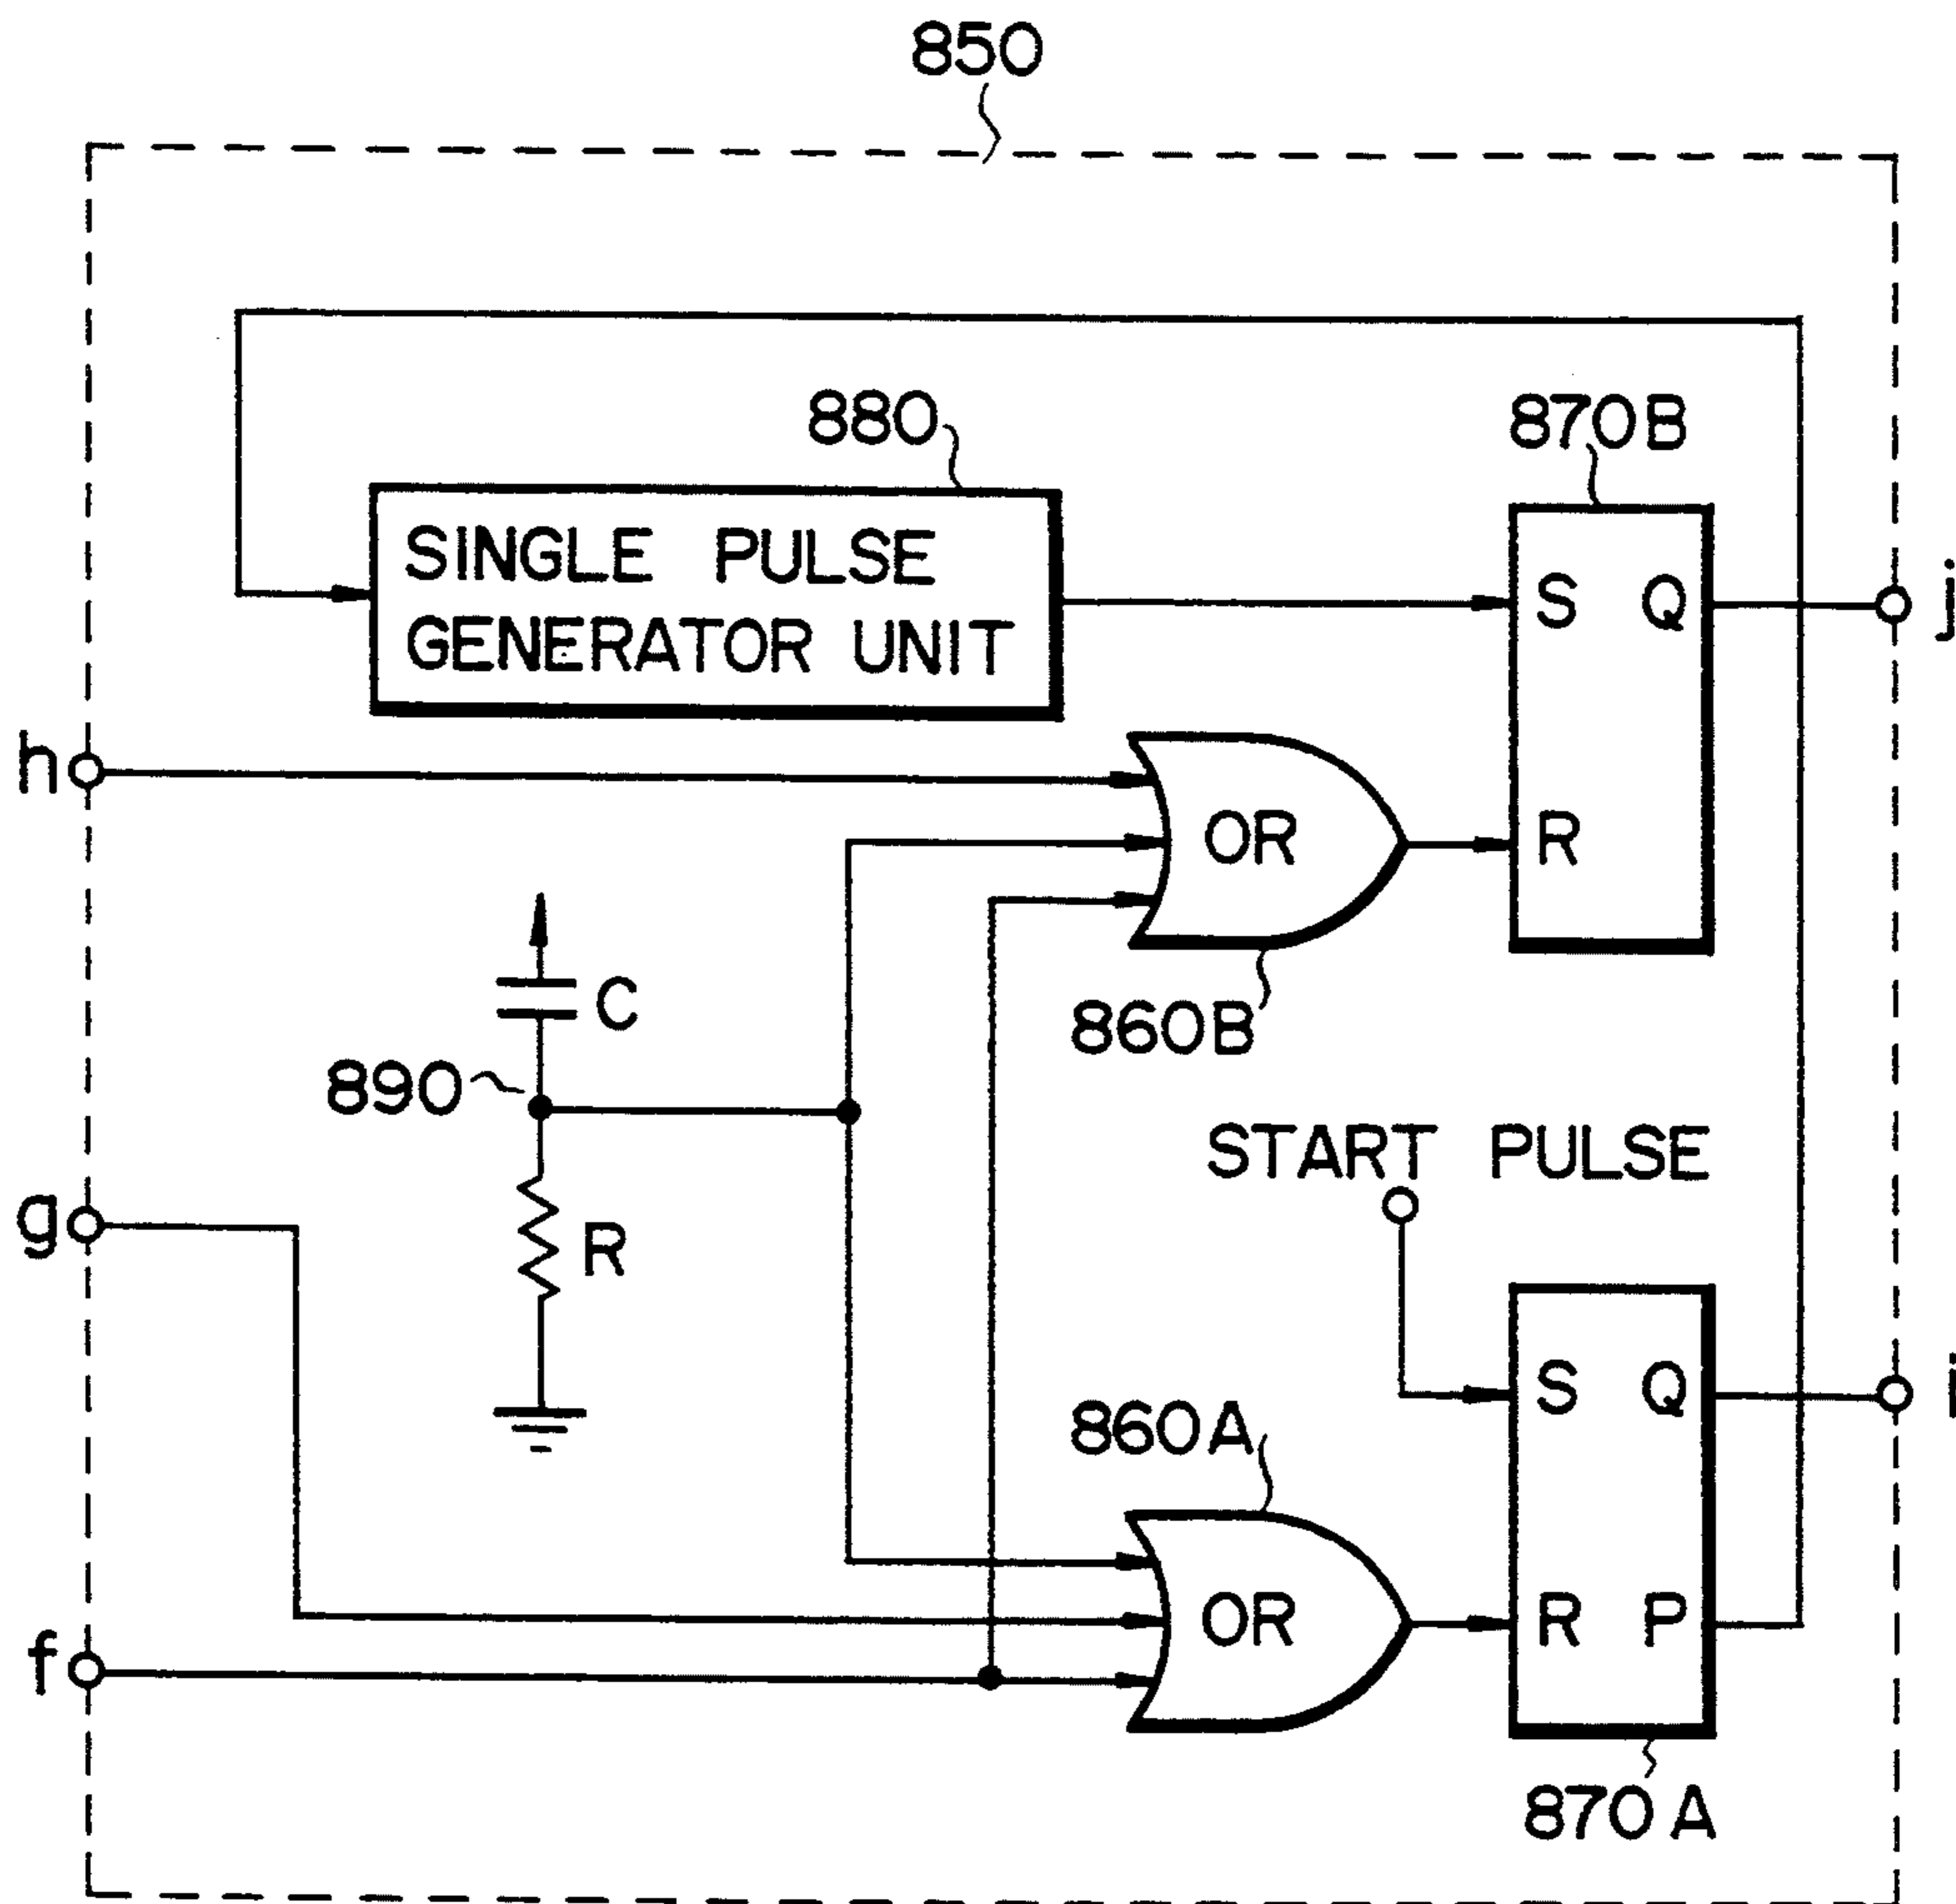 850
880
870B
SINGLE PULSE
GENERATOR UNIT
S Q
j
h
OR
R
C
860B
890
START PULSE
g
R
S Q
i
860A
OR
R P
f
870A